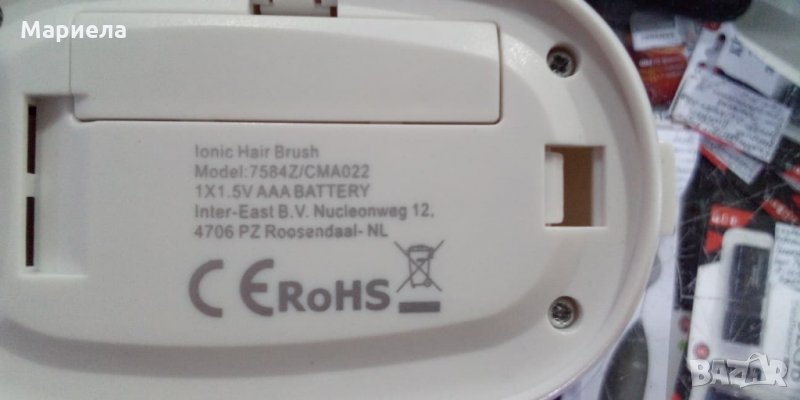 Мариела
Ionic Hair Brush
Model:7584Z/CMA022
1X1.5V AAA BATTERY
Inter-East B.V. Nucleonweg 12,
4706 PZ Roosendaal- NL
CE RoHS
BAZAR